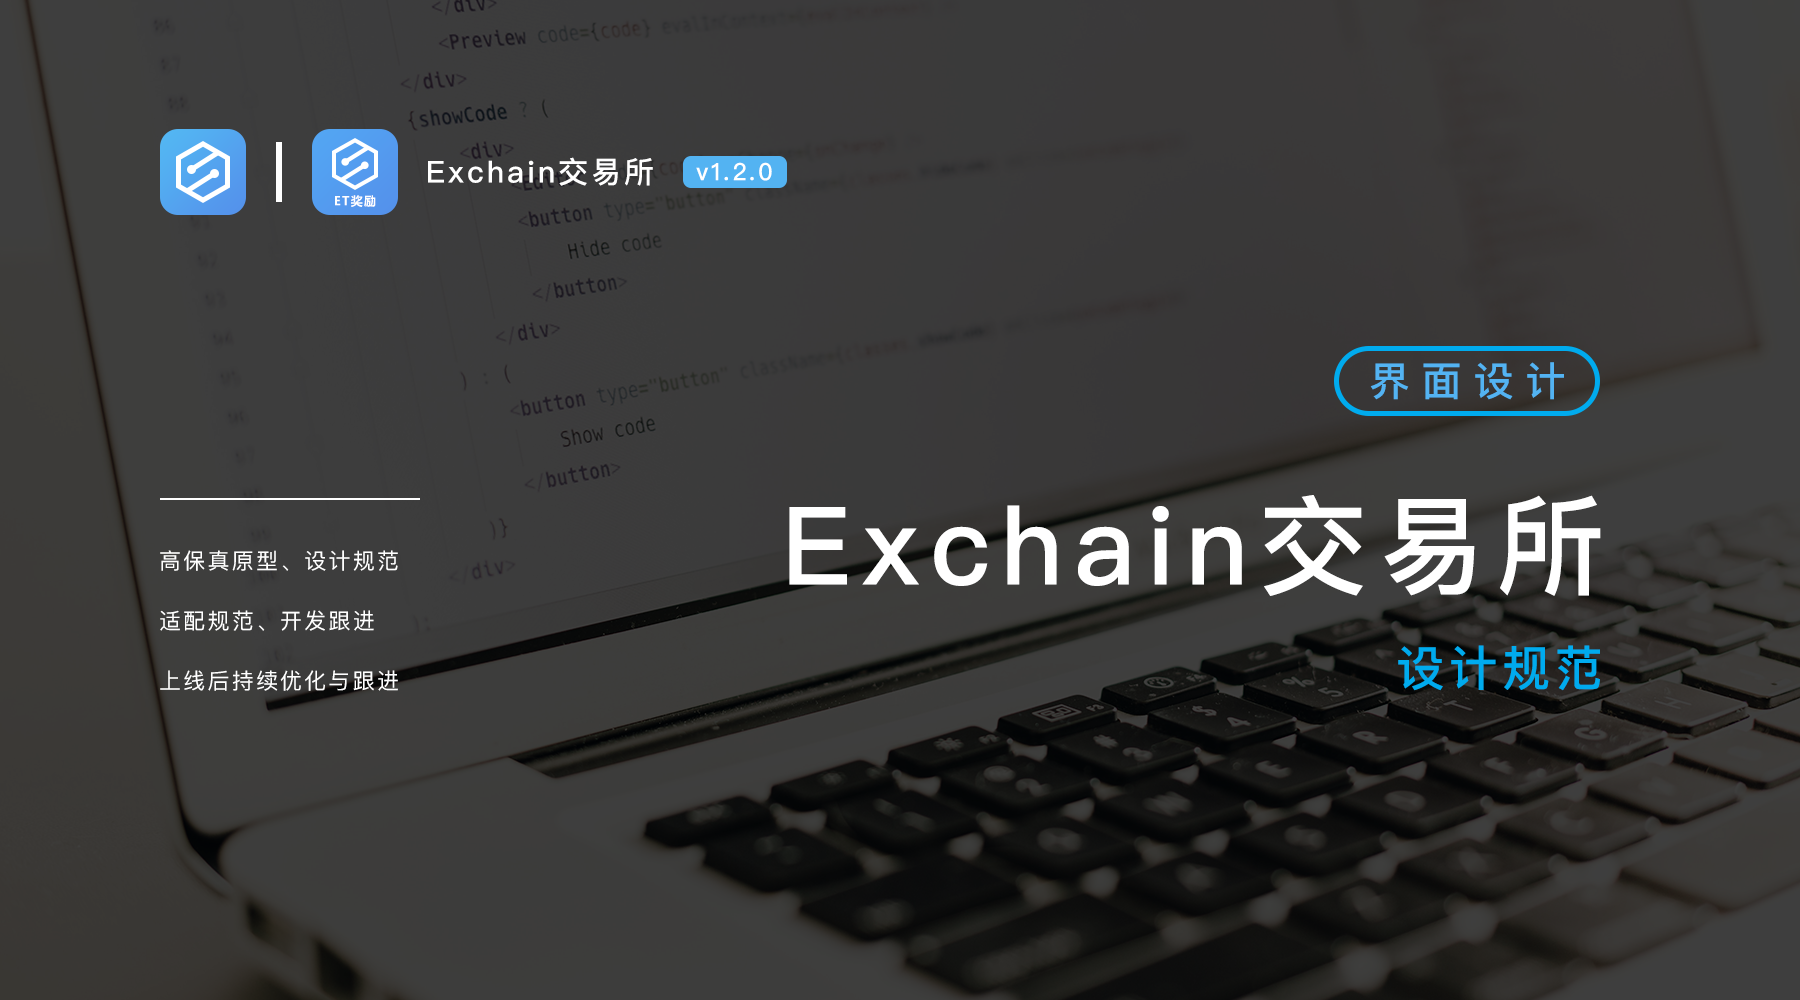 </div>
<Preview code={code}
</div>
{showCode ? (
<div>
ET奖励
Exchain交易所
v1.2.0
<button type="button"
Hide code
</button>
</div>
) : (
<button type="button" className={classes.
Show code
</button>
)}
</div>
界面设计
Exchain交易所
设计规范
高保真原型、设计规范
适配规范、开发跟进
上线后持续优化与跟进